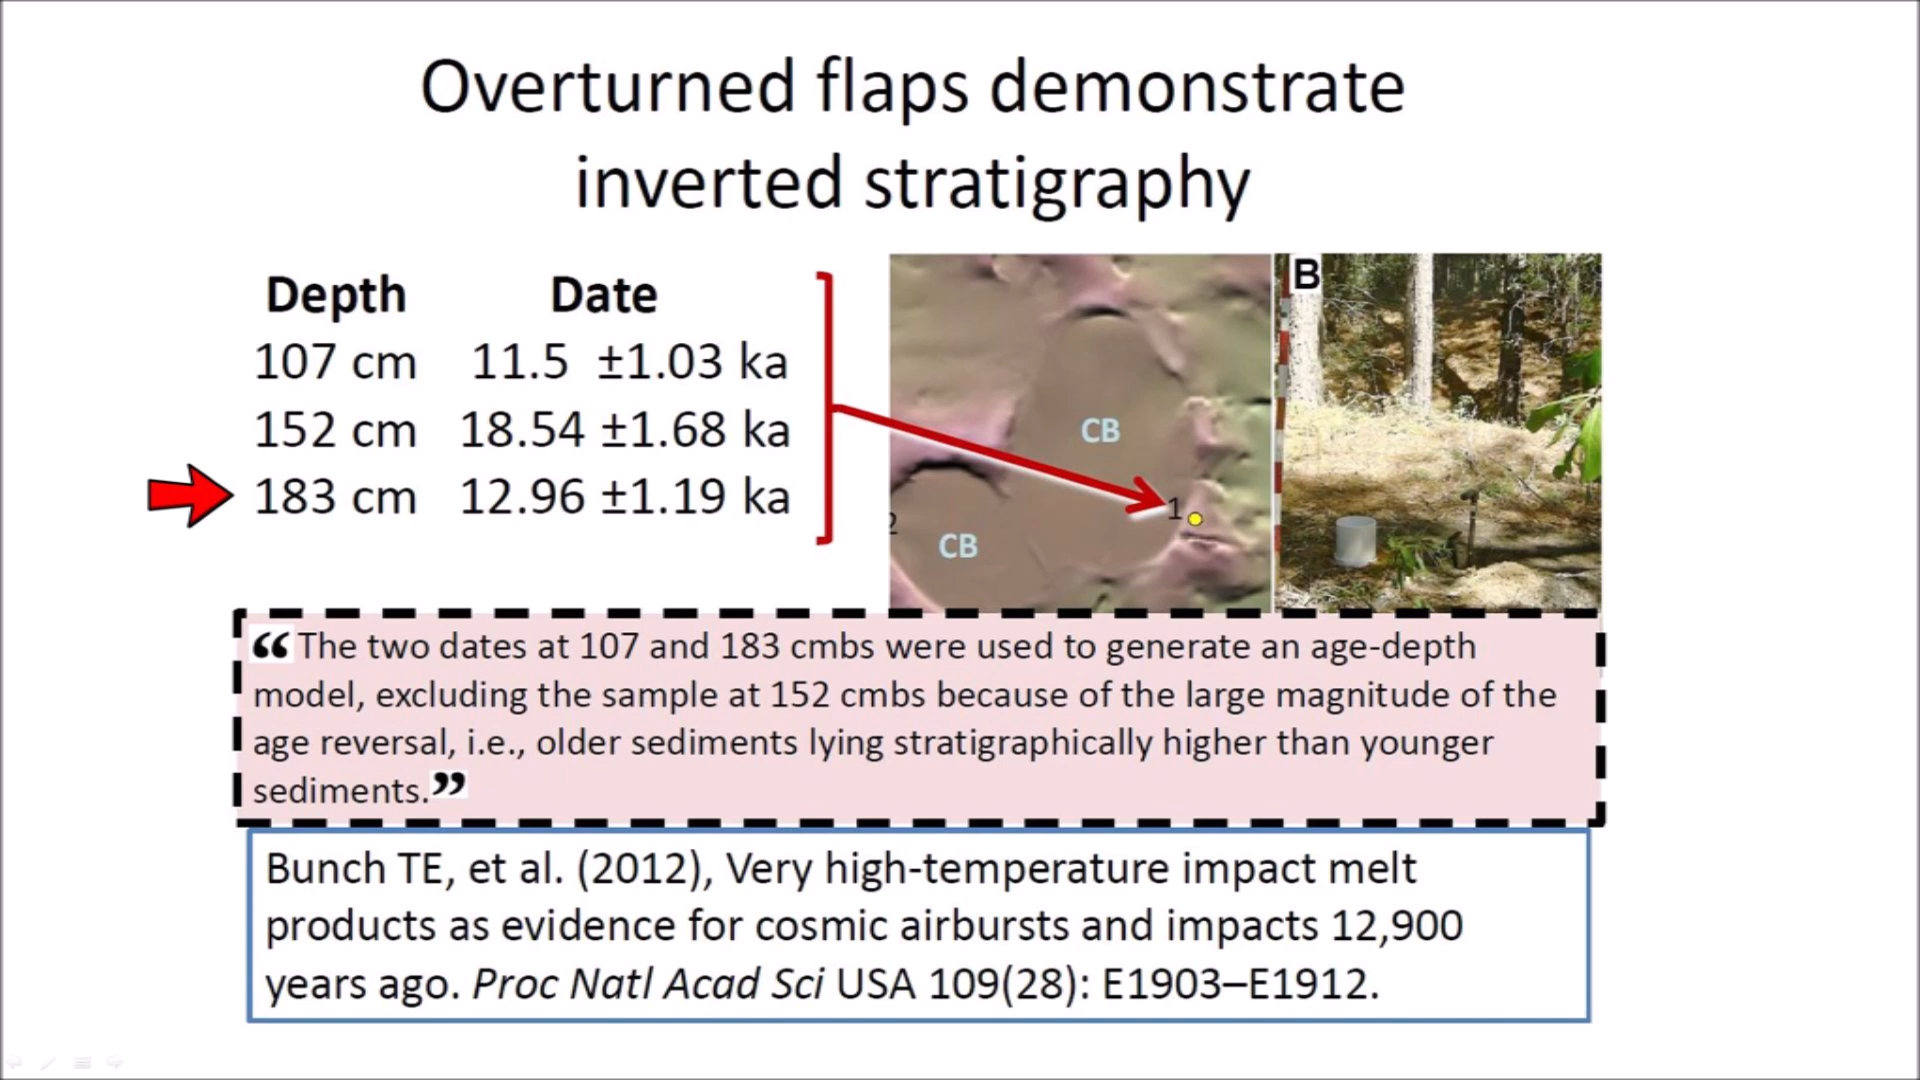 Overturned flaps demonstrate
inverted stratigraphy
Depth Date
107 cm 11.5 ±1.03 ka
152 cm 18.54 ±1.68 ka
183 cm 12.96 ±1.19 ka
B
CB
1
2
CB
“The two dates at 107 and 183 cmbs were used to generate an age-depth
model, excluding the sample at 152 cmbs because of the large magnitude of the
age reversal, i.e., older sediments lying stratigraphically higher than younger
sediments.”
Bunch TE, et al. (2012), Very high-temperature impact melt
products as evidence for cosmic airbursts and impacts 12,900
years ago. Proc Natl Acad Sci USA 109(28): E1903–E1912.